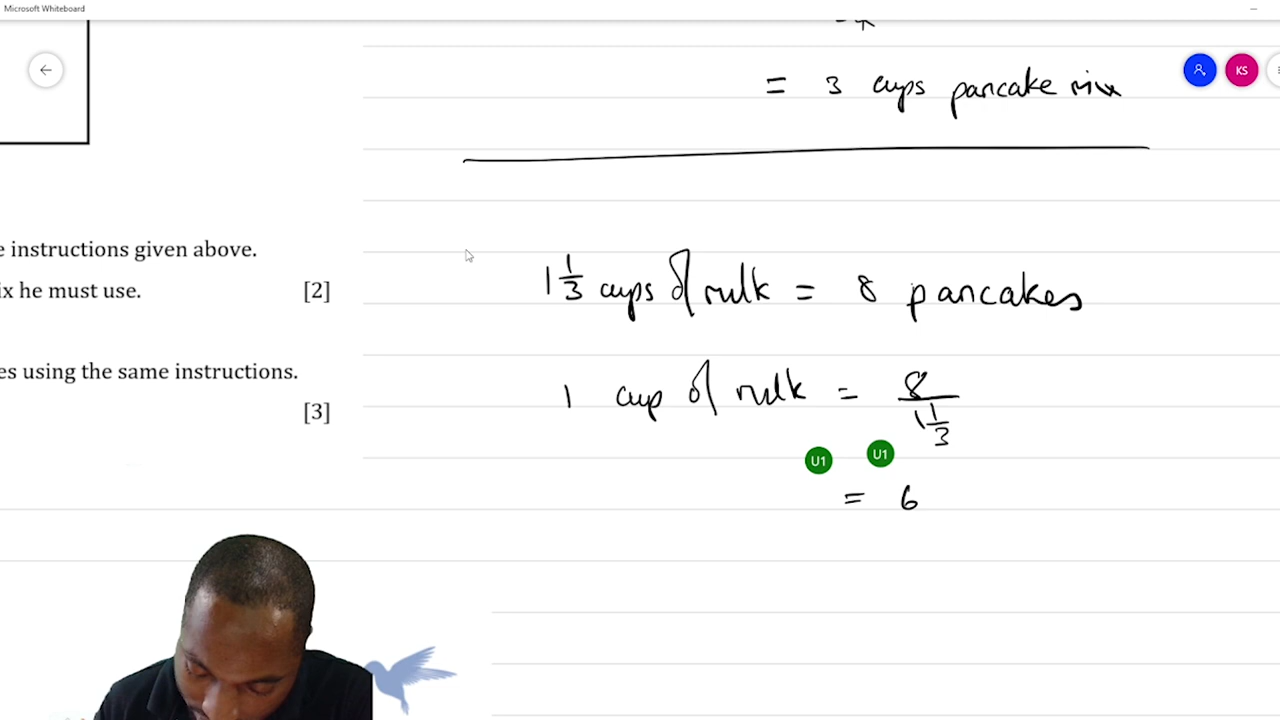 Microsoft Whiteboard
KS
= 3 cups pancake mix
e instructions given above.
ix he must use. [2]
1 1/3 cups of milk = 8 pancakes
es using the same instructions.
[3]
1 cup of milk = 8 / 1 1/3
U1 U1
= 6